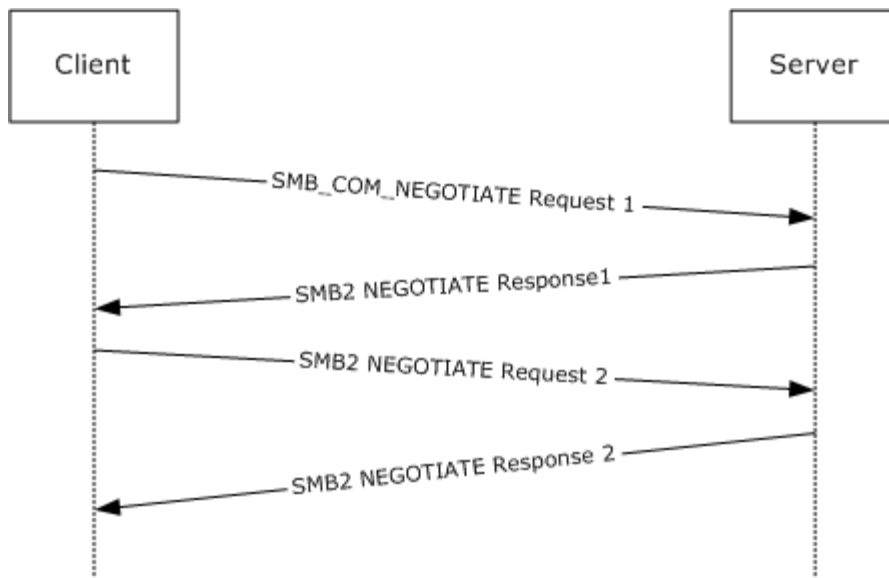 Client
Server
SMB_COM_NEGOTIATE Request 1
SMB2 NEGOTIATE Response1
SMB2 NEGOTIATE Request 2
SMB2 NEGOTIATE Response 2